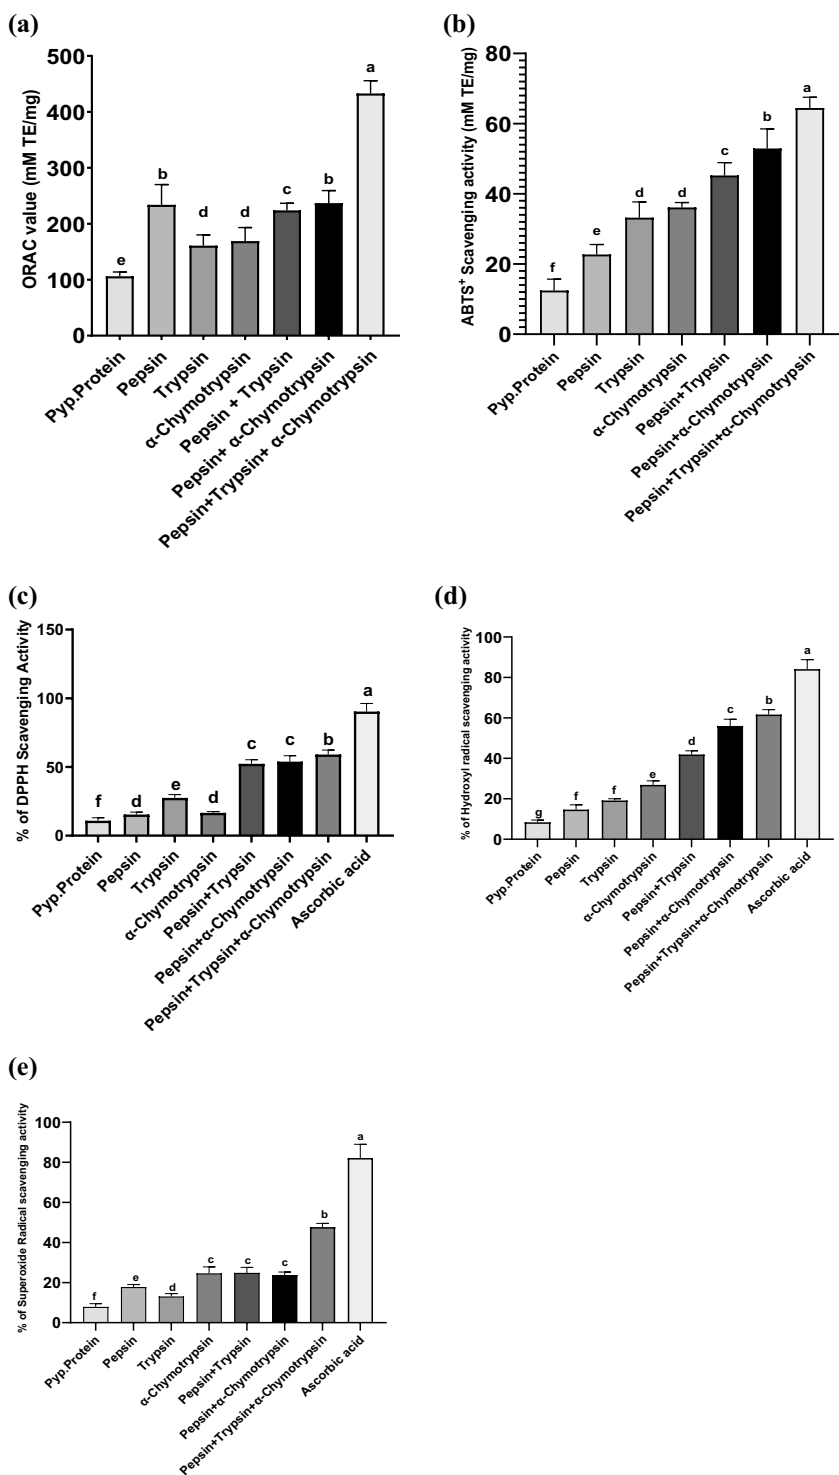 (a)
ORAC value (mM TE/mg)
500
400
300
200
100
0
e
b
d
d
c
b
a
Pyp.Protein
Pepsin
Trypsin
α-Chymotrypsin
Pepsin + Trypsin
Pepsin+ α-Chymotrypsin
Pepsin+Trypsin+ α-Chymotrypsin
(b)
ABTS⁺ Scavenging activity (mM TE/mg)
80
60
40
20
0
f
e
d
d
c
b
a
Pyp.Protein
Pepsin
Trypsin
α-Chymotrypsin
Pepsin+Trypsin
Pepsin+α-Chymotrypsin
Pepsin+Trypsin+α-Chymotrypsin
(c)
% of DPPH Scavenging Activity
150
100
50
0
f
d
e
d
c
c
b
a
Pyp.Protein
Pepsin
Trypsin
α-Chymotrypsin
Pepsin+Trypsin
Pepsin+α-Chymotrypsin
Pepsin+Trypsin+α-Chymotrypsin
Ascorbic acid
(d)
% of Hydroxyl radical scavenging activity
100
80
60
40
20
0
g
f
f
e
d
c
b
a
Pyp.Protein
Pepsin
Trypsin
α-Chymotrypsin
Pepsin+Trypsin
Pepsin+α-Chymotrypsin
Pepsin+Trypsin+α-Chymotrypsin
Ascorbic acid
(e)
% of Superoxide Radical scavenging activity
100
80
60
40
20
0
f
e
d
c
c
c
b
a
Pyp.Protein
Pepsin
Trypsin
α-Chymotrypsin
Pepsin+Trypsin
Pepsin+α-Chymotrypsin
Pepsin+Trypsin+α-Chymotrypsin
Ascorbic acid